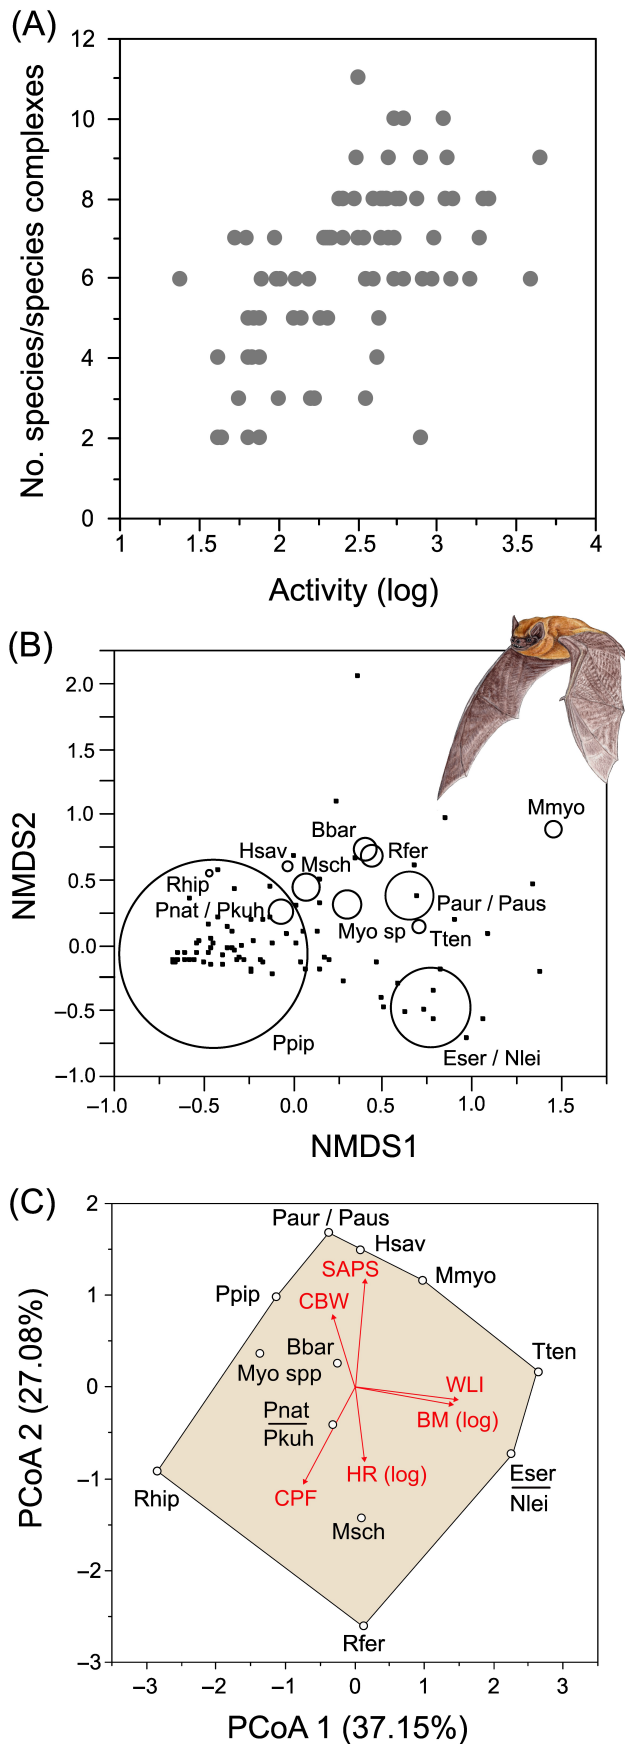 (A)
No. species/species complexes
12
10
8
6
4
2
0
1
1.5
2
2.5
3
3.5
4
Activity (log)
(B)
NMDS2
2.0
1.5
1.0
0.5
0.0
−0.5
−1.0
Mmyo
Bbar
Rfer
Hsav
Msch
Rhip
Pnat / Pkuh
Paur / Paus
Myo sp
Tten
Ppip
Eser / Nlei
−1.0
−0.5
0.0
0.5
1.0
1.5
NMDS1
(C)
PCoA 2 (27.08%)
2
1
0
−1
−2
−3
Paur / Paus
Hsav
SAPS
Mmyo
Ppip
CBW
Bbar
Tten
Myo spp
WLI
Pnat
BM (log)
Pkuh
HR (log)
Eser
Rhip
CPF
Nlei
Msch
Rfer
−3
−2
−1
0
1
2
3
PCoA 1 (37.15%)